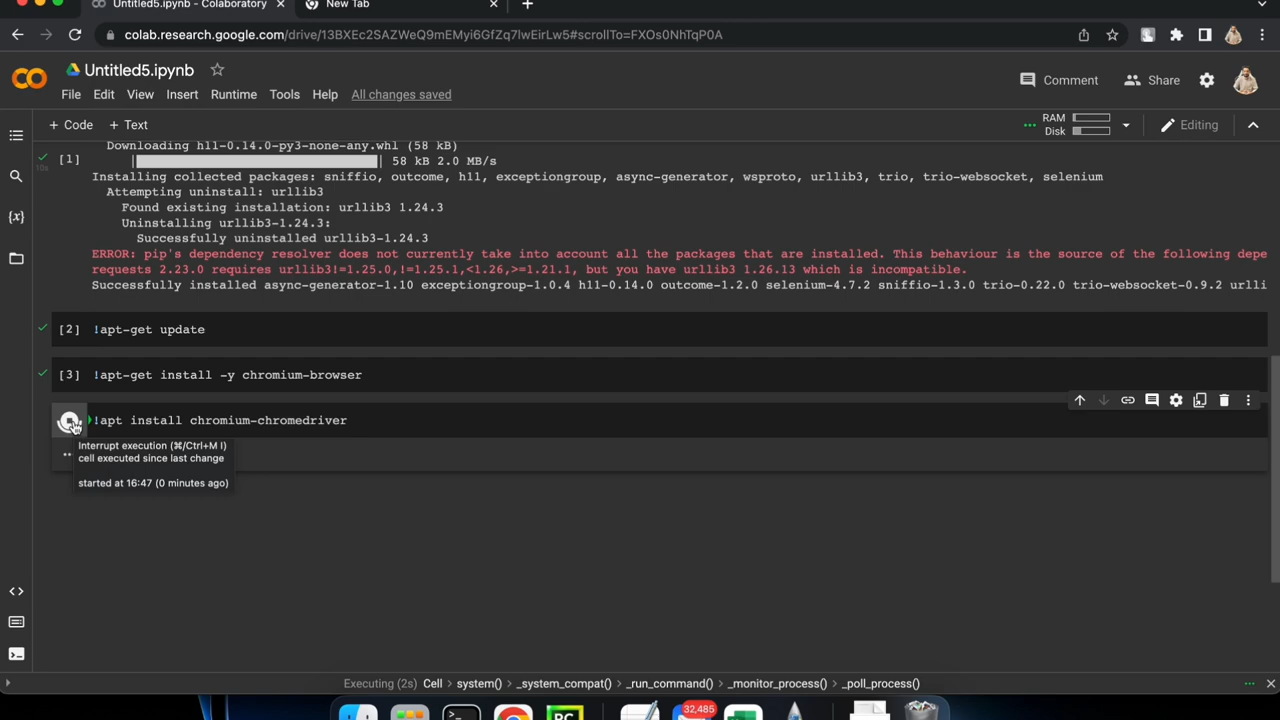 Untitled5.ipynb - Colaboratory
New Tab
colab.research.google.com/drive/13BXEc2SAZWeQ9mEMyi6GfZq7lwEirLw5#scrollTo=FXOs0NhTqP0A
Untitled5.ipynb
Comment
Share
File Edit View Insert Runtime Tools Help All changes saved
+ Code + Text
RAM
Disk
Editing
Downloading h11-0.14.0-py3-none-any.whl (58 kB)
[1] | | 58 kB 2.0 MB/s
10s
Installing collected packages: sniffio, outcome, h11, exceptiongroup, async-generator, wsproto, urllib3, trio, trio-websocket, selenium
Attempting uninstall: urllib3
Found existing installation: urllib3 1.24.3
Uninstalling urllib3-1.24.3:
Successfully uninstalled urllib3-1.24.3
ERROR: pip's dependency resolver does not currently take into account all the packages that are installed. This behaviour is the source of the following depe
requests 2.23.0 requires urllib3!=1.25.0,!=1.25.1,<1.26,>=1.21.1, but you have urllib3 1.26.13 which is incompatible.
Successfully installed async-generator-1.10 exceptiongroup-1.0.4 h11-0.14.0 outcome-1.2.0 selenium-4.7.2 sniffio-1.3.0 trio-0.22.0 trio-websocket-0.9.2 urlli
[2] !apt-get update
[3] !apt-get install -y chromium-browser
!apt install chromium-chromedriver
Interrupt execution (⌘/Ctrl+M I)
cell executed since last change
started at 16:47 (0 minutes ago)
{x}
Executing (2s) Cell > system() > _system_compat() > _run_command() > _monitor_process() > _poll_process()
32,485
PC